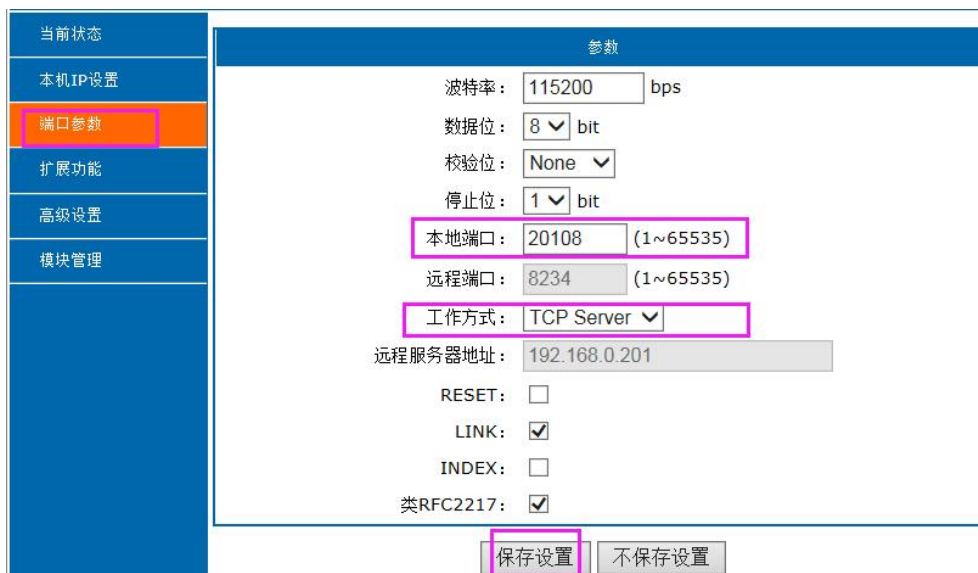 当前状态
本机IP设置
端口参数
扩展功能
高级设置
模块管理
参数
波特率： 115200 bps
数据位： 8 bit
校验位： None
停止位： 1 bit
本地端口： 20108 (1~65535)
远程端口： 8234 (1~65535)
工作方式： TCP Server
远程服务器地址： 192.168.0.201
RESET：
LINK：
INDEX：
类RFC2217：
保存设置 不保存设置